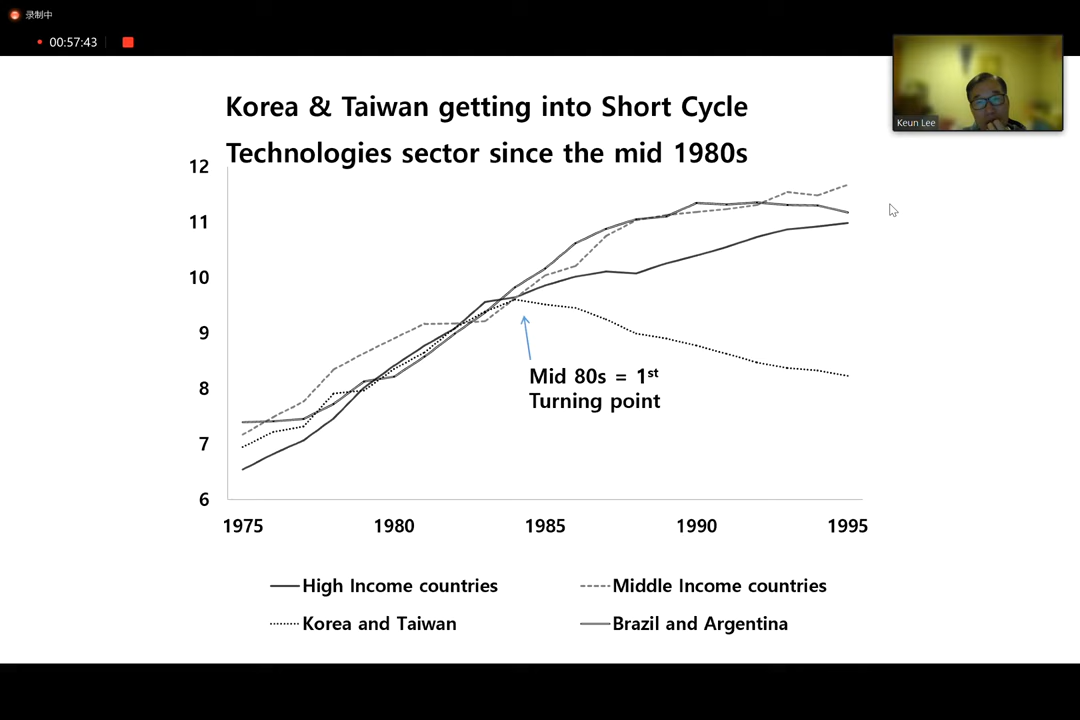 录制中
00:57:43
Keun Lee
Korea & Taiwan getting into Short Cycle
Technologies sector since the mid 1980s
12
11
10
9
8
7
6
Mid 80s = 1st
Turning point
1975 1980 1985 1990 1995
High Income countries
Middle Income countries
Korea and Taiwan
Brazil and Argentina